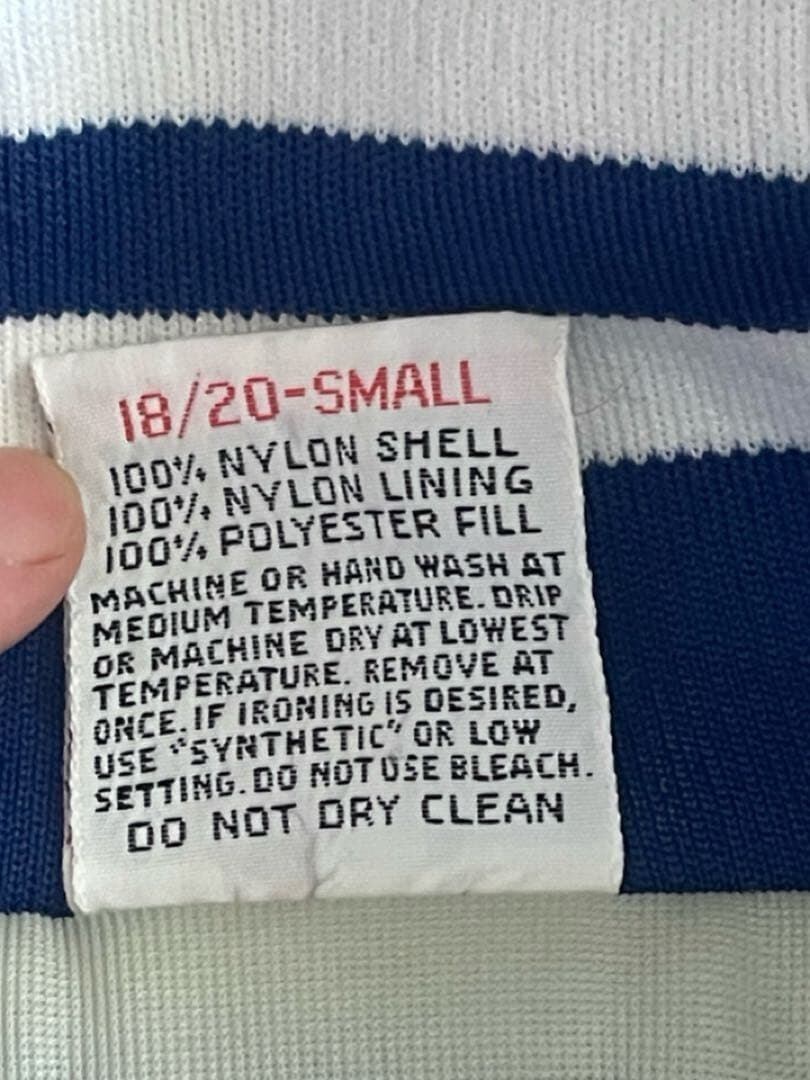 18/20-SMALL
100% NYLON SHELL
100% NYLON LINING
100% POLYESTER FILL
MACHINE OR HAND WASH AT
MEDIUM TEMPERATURE. DRIP
OR MACHINE DRY AT LOWEST
TEMPERATURE. REMOVE AT
ONCE. IF IRONING IS DESIRED,
USE "SYNTHETIC" OR LOW
SETTING. DO NOT USE BLEACH.
DO NOT DRY CLEAN